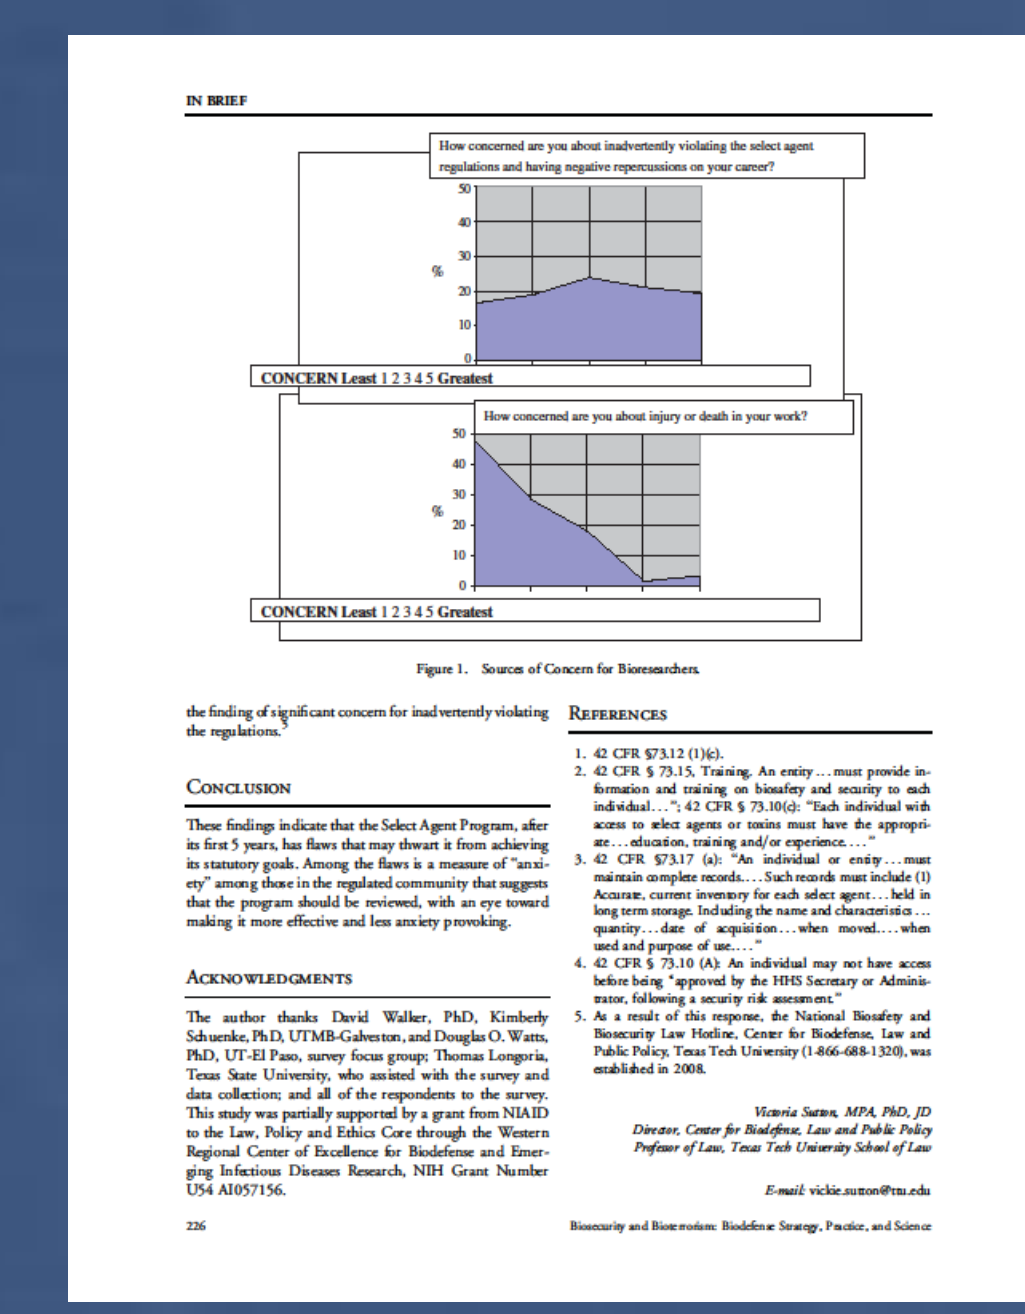 IN BRIEF
How concerned are you about inadvertently violating the select agent
regulations and having negative repercussions on your career?
50
40
30
%
20
10
0
CONCERN Least 1 2 3 4 5 Greatest
How concerned are you about injury or death in your work?
50
40
30
%
20
10
0
CONCERN Least 1 2 3 4 5 Greatest
Figure 1. Sources of Concern for Bioresearchers.
the finding of significant concern for inadvertently violating
the regulations.5
CONCLUSION
These findings indicate that the Select Agent Program, after
its first 5 years, has flaws that may thwart it from achieving
its statutory goals. Among the flaws is a measure of “anxi-
ety” among those in the regulated community that suggests
that the program should be reviewed, with an eye toward
making it more effective and less anxiety provoking.
ACKNOWLEDGMENTS
The author thanks David Walker, PhD, Kimberly
Schuenke, PhD, UTMB-Galveston, and Douglas O. Watts,
PhD, UT-El Paso, survey focus group; Thomas Longoria,
Texas State University, who assisted with the survey and
data collection; and all of the respondents to the survey.
This study was partially supported by a grant from NIAID
to the Law, Policy and Ethics Core through the Western
Regional Center of Excellence for Biodefense and Emer-
ging Infectious Diseases Research, NIH Grant Number
U54 AI057156.
REFERENCES
1. 42 CFR §73.12 (1)(c).
2. 42 CFR § 73.15, Training. An entity … must provide in-
formation and training on biosafety and security to each
individual…”; 42 CFR § 73.10(c): “Each individual with
access to select agents or toxins must have the appropri-
ate…education, training and/or experience.…”
3. 42 CFR §73.17 (a): “An individual or entity…must
maintain complete records.…Such records must include (1)
Accurate, current inventory for each select agent…held in
long term storage. Including the name and characteristics …
quantity…date of acquisition…when moved.…when
used and purpose of use.…”
4. 42 CFR § 73.10 (A): An individual may not have access
before being “approved by the HHS Secretary or Adminis-
trator, following a security risk assessment.”
5. As a result of this response, the National Biosafety and
Biosecurity Law Hotline, Center for Biodefense, Law and
Public Policy, Texas Tech University (1-866-688-1320), was
established in 2008.
Victoria Sutton, MPA, PhD, JD
Director, Center for Biodefense, Law and Public Policy
Professor of Law, Texas Tech University School of Law
E-mail: vickie.sutton@ttu.edu
226
Biosecurity and Bioterrorism: Biodefense Strategy, Practice, and Science